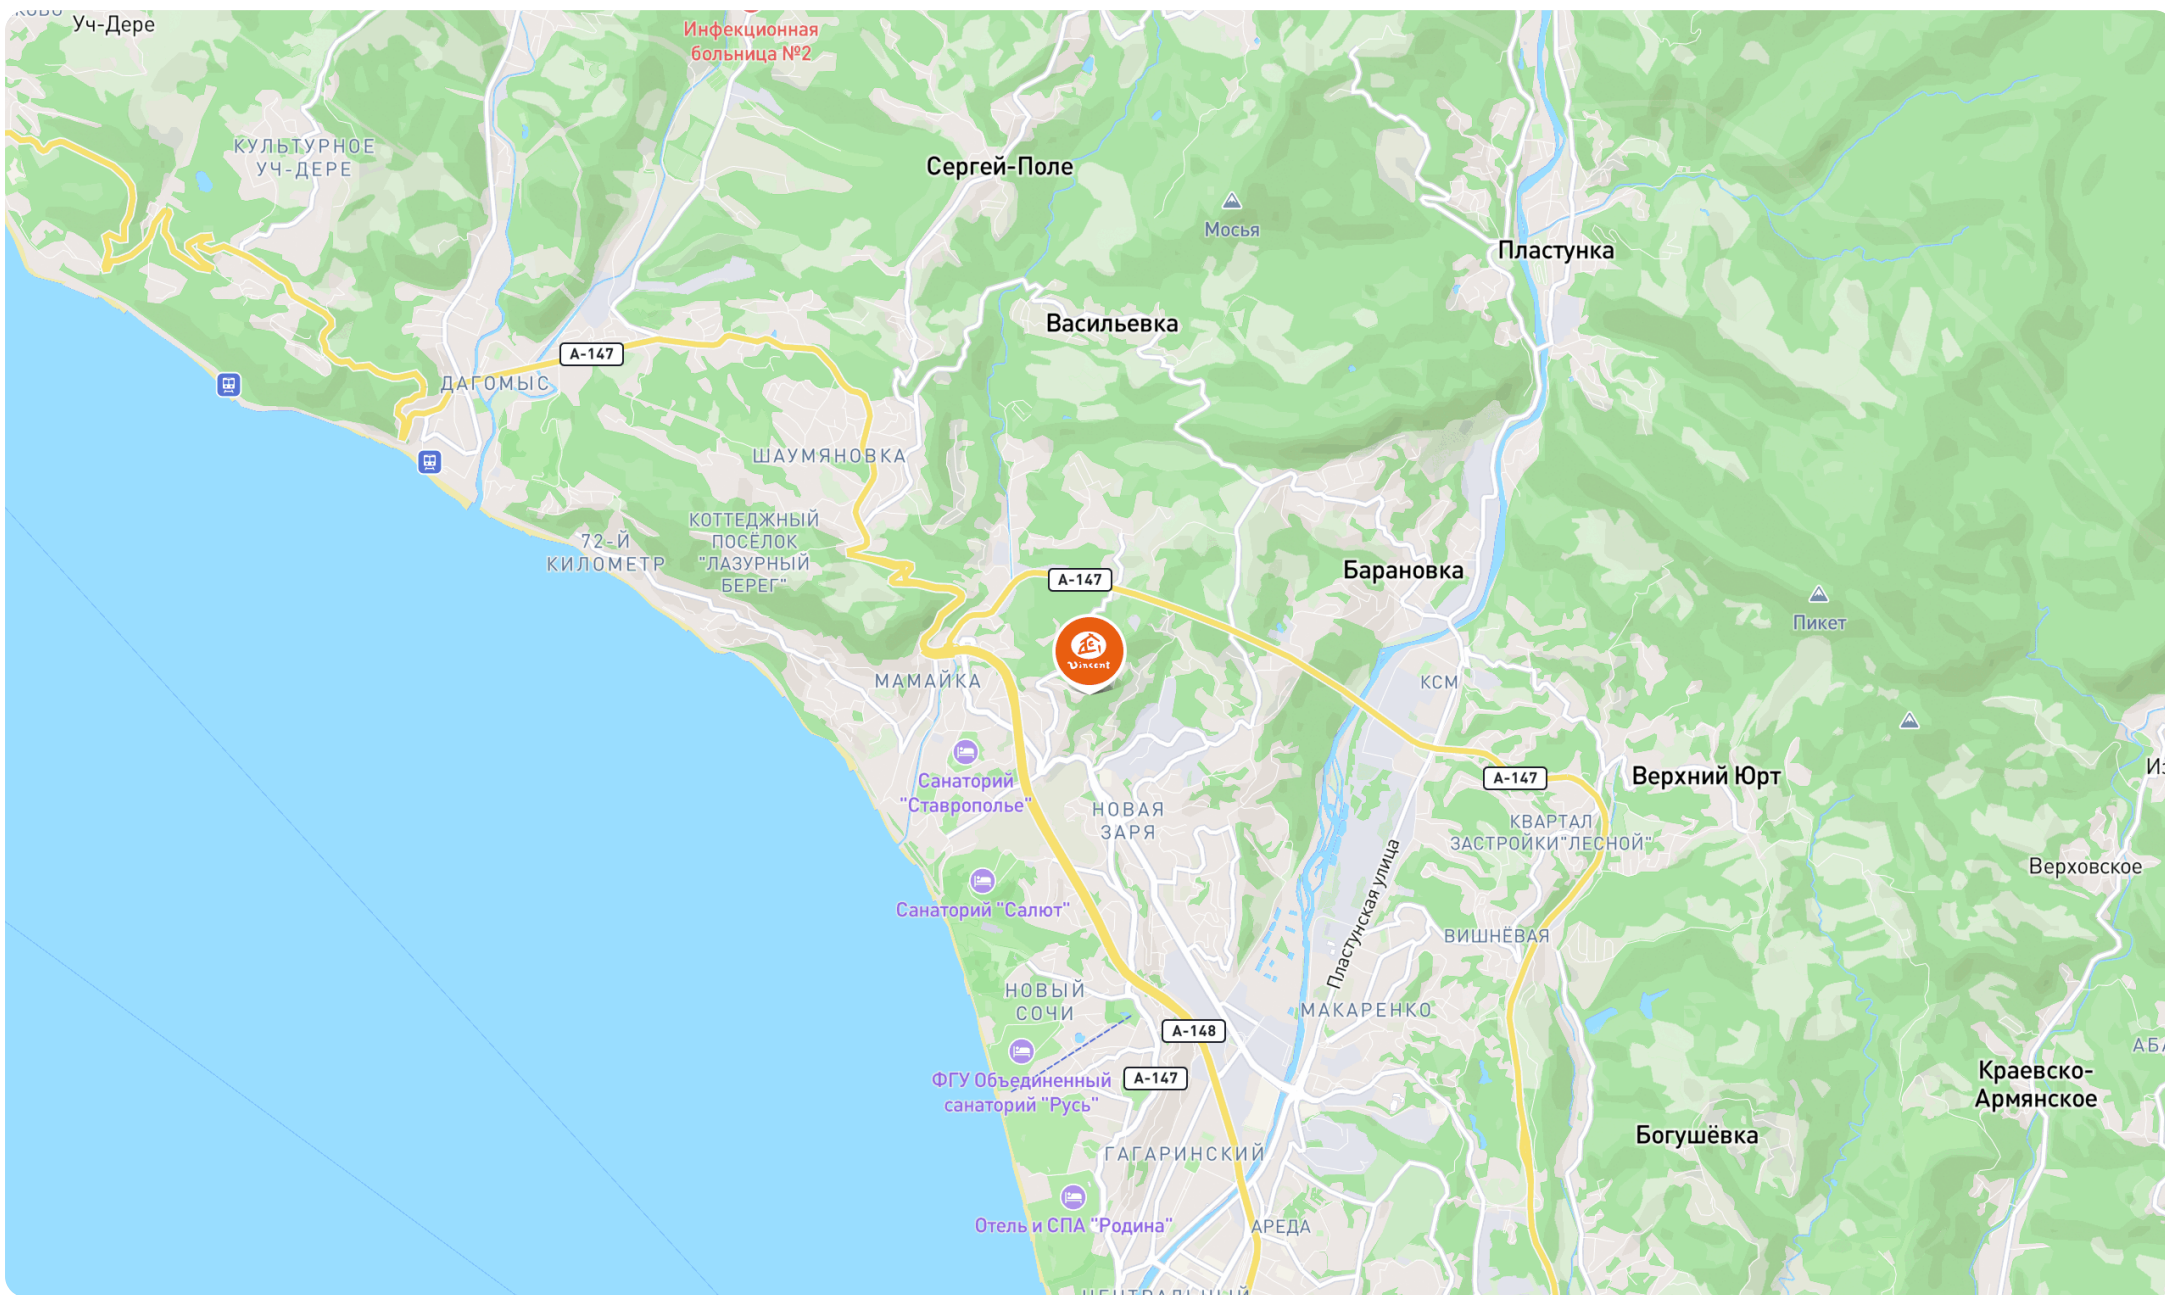 Уч-Дере
Инфекционная
больница №2
КУЛЬТУРНОЕ
УЧ-ДЕРЕ
Сергей-Поле
Мосья
Пластунка
Васильевка
А-147
ДАГОМЫС
ШАУМЯНОВКА
КОТТЕДЖНЫЙ
ПОСЁЛОК
"ЛАЗУРНЫЙ
БЕРЕГ"
72-Й
КИЛОМЕТР
Барановка
А-147
Пикет
Vincent
МАМАЙКА
КСМ
Санаторий
"Ставрополье"
НОВАЯ
ЗАРЯ
А-147
Верхний Юрт
КВАРТАЛ
ЗАСТРОЙКИ"ЛЕСНОЙ"
Верховское
Пластунская улица
Санаторий "Салют"
ВИШНЁВАЯ
НОВЫЙ
СОЧИ
МАКАРЕНКО
А-148
А-147
ФГУ Объединенный
санаторий "Русь"
Краевско-
Армянское
Богушёвка
ГАГАРИНСКИЙ
Отель и СПА "Родина"
АРЕДА
ЦЕНТРАЛЬНЫЙ